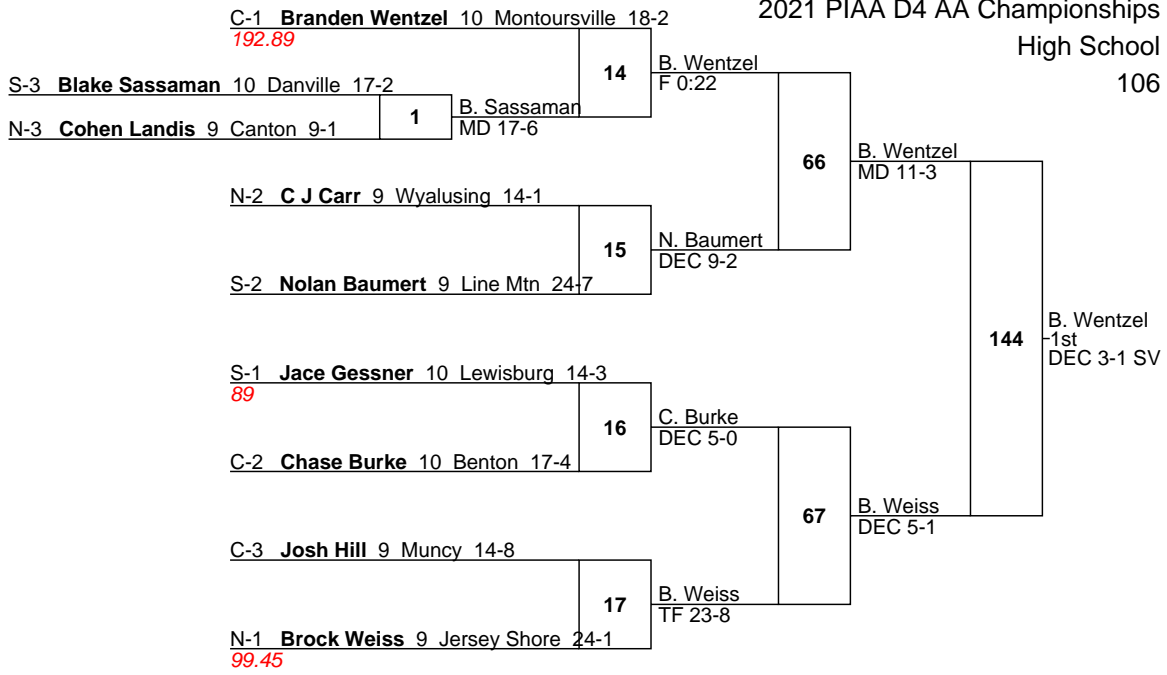 2021 PIAA D4 AA Championships
High School
106
C-1 Branden Wentzel 10 Montoursville 18-2
192.89
S-3 Blake Sassaman 10 Danville 17-2
N-3 Cohen Landis 9 Canton 9-1
1
B. Sassaman
MD 17-6
14
B. Wentzel
F 0:22
N-2 C J Carr 9 Wyalusing 14-1
S-2 Nolan Baumert 9 Line Mtn 24-7
15
N. Baumert
DEC 9-2
66
B. Wentzel
MD 11-3
S-1 Jace Gessner 10 Lewisburg 14-3
89
C-2 Chase Burke 10 Benton 17-4
16
C. Burke
DEC 5-0
C-3 Josh Hill 9 Muncy 14-8
N-1 Brock Weiss 9 Jersey Shore 24-1
99.45
17
B. Weiss
TF 23-8
67
B. Weiss
DEC 5-1
144
B. Wentzel
1st
DEC 3-1 SV